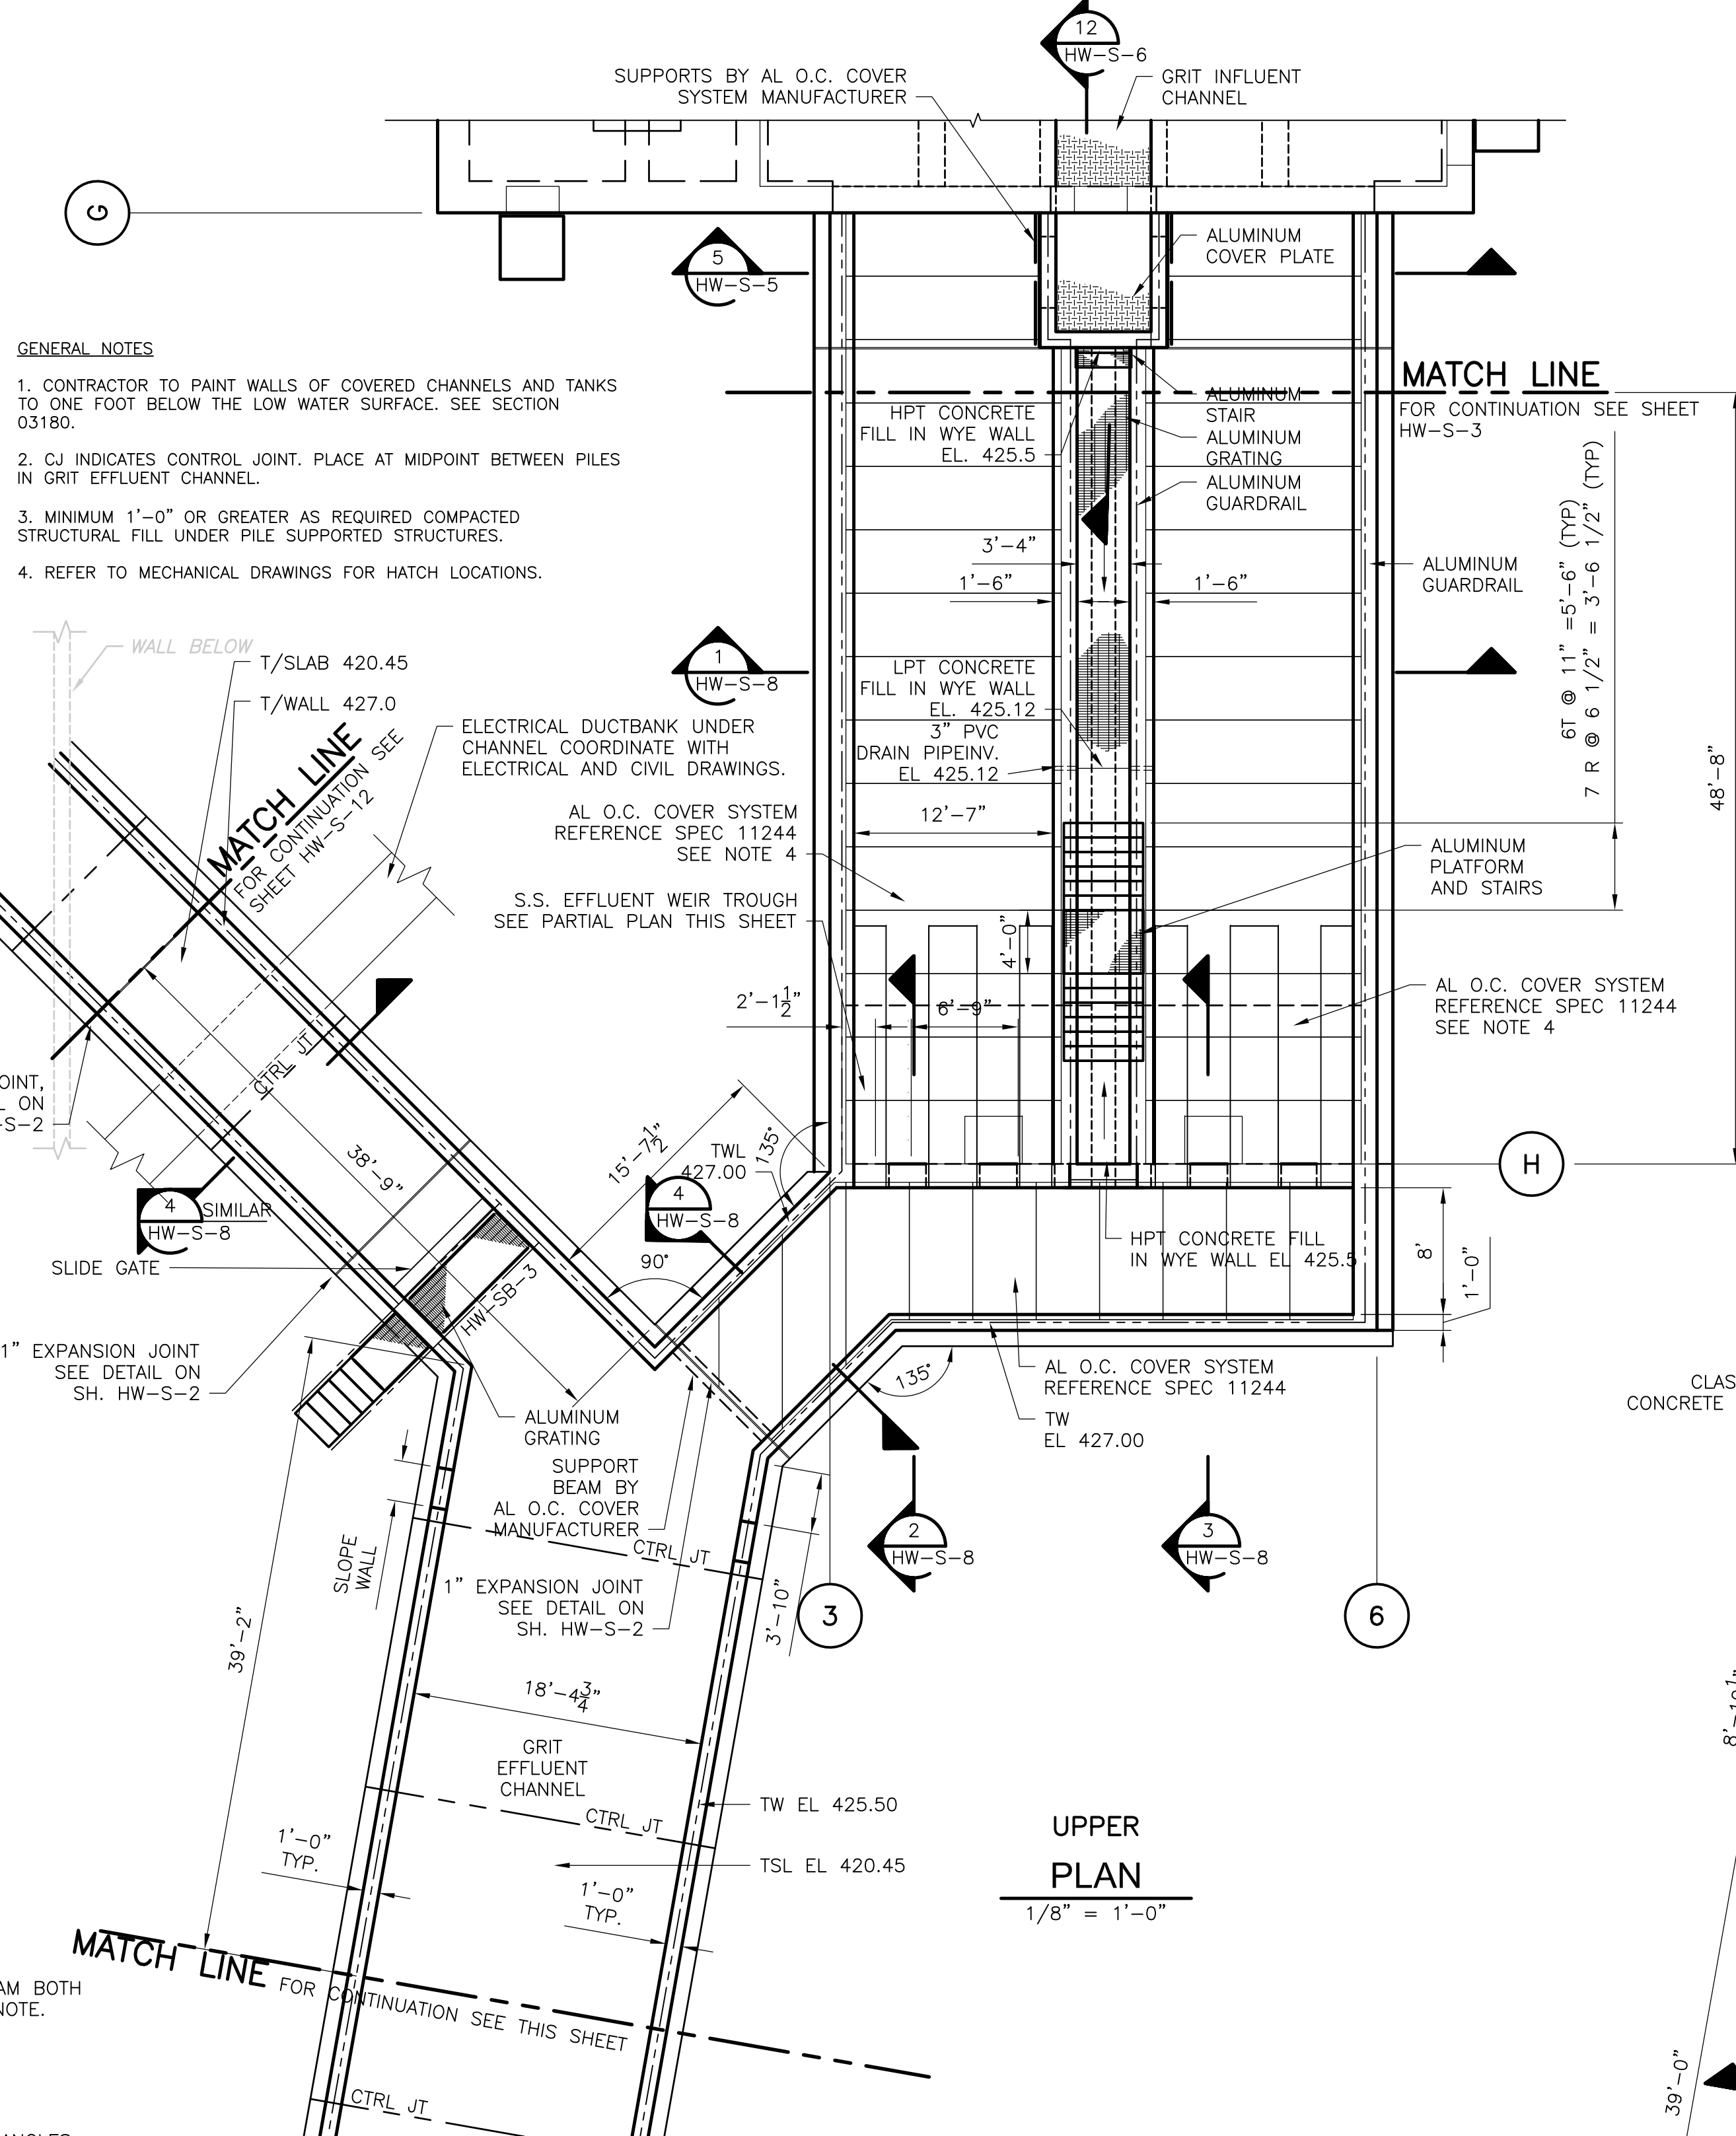 12
HW-S-6
SUPPORTS BY AL O.C. COVER
SYSTEM MANUFACTURER
GRIT INFLUENT
CHANNEL
G
5
HW-S-5
ALUMINUM
COVER PLATE
GENERAL NOTES
1. CONTRACTOR TO PAINT WALLS OF COVERED CHANNELS AND TANKS
TO ONE FOOT BELOW THE LOW WATER SURFACE. SEE SECTION
03180.
2. CJ INDICATES CONTROL JOINT. PLACE AT MIDPOINT BETWEEN PILES
IN GRIT EFFLUENT CHANNEL.
3. MINIMUM 1'-0" OR GREATER AS REQUIRED COMPACTED
STRUCTURAL FILL UNDER PILE SUPPORTED STRUCTURES.
4. REFER TO MECHANICAL DRAWINGS FOR HATCH LOCATIONS.
MATCH LINE
FOR CONTINUATION SEE SHEET
HW-S-3
HPT CONCRETE
FILL IN WYE WALL
EL. 425.5
ALUMINUM
STAIR
ALUMINUM
GRATING
ALUMINUM
GUARDRAIL
3'-4"
1'-6"
1'-6"
ALUMINUM
GUARDRAIL
6T @ 11" =5'-6" (TYP)
7 R @ 6 1/2" = 3'-6 1/2" (TYP)
48'-8"
WALL BELOW
T/SLAB 420.45
T/WALL 427.0
1
HW-S-8
LPT CONCRETE
FILL IN WYE WALL
EL. 425.12
3" PVC
DRAIN PIPEINV.
EL 425.12
MATCH LINE
FOR CONTINUATION SEE
SHEET HW-S-12
ELECTRICAL DUCTBANK UNDER
CHANNEL COORDINATE WITH
ELECTRICAL AND CIVIL DRAWINGS.
AL O.C. COVER SYSTEM
REFERENCE SPEC 11244
SEE NOTE 4
12'-7"
ALUMINUM
PLATFORM
AND STAIRS
S.S. EFFLUENT WEIR TROUGH
SEE PARTIAL PLAN THIS SHEET
4'-0"
2'-1 1/2"
6'-9"
AL O.C. COVER SYSTEM
REFERENCE SPEC 11244
SEE NOTE 4
OINT,
L ON
-S-2
CTRL JT
38'-9"
15'-7 1/2"
TWL
427.00
135°
H
4
HW-S-8
SIMILAR
4
HW-S-8
SLIDE GATE
HW-SB-3
90°
HPT CONCRETE FILL
IN WYE WALL EL 425.5
8'
1'-0"
1" EXPANSION JOINT
SEE DETAIL ON
SH. HW-S-2
ALUMINUM
GRATING
135°
AL O.C. COVER SYSTEM
REFERENCE SPEC 11244
TW
EL 427.00
CLAS
CONCRETE
SUPPORT
BEAM BY
AL O.C. COVER
MANUFACTURER
SLOPE
WALL
CTRL JT
1" EXPANSION JOINT
SEE DETAIL ON
SH. HW-S-2
3'-10"
2
HW-S-8
3
HW-S-8
3
6
39'-2"
18'-4 3/4"
GRIT
EFFLUENT
CHANNEL
CTRL JT
TW EL 425.50
TSL EL 420.45
1'-0"
TYP.
1'-0"
TYP.
UPPER
PLAN
1/8" = 1'-0"
MATCH LINE FOR CONTINUATION SEE THIS SHEET
AM BOTH
NOTE.
CTRL JT
39'-0"